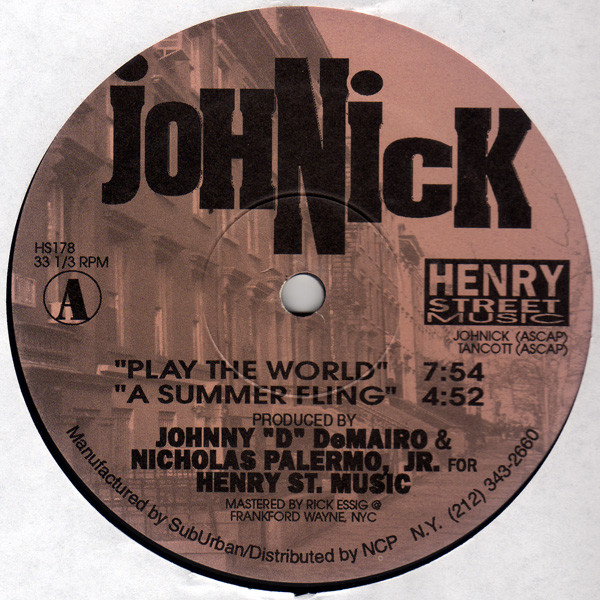 JOHNICK
HS178
33 1/3 RPM
A
HENRY
STREET
MUSIC
JOHNICK (ASCAP)
TANCOTT (ASCAP)
"PLAY THE WORLD" 7:54
"A SUMMER FLING" 4:52
PRODUCED BY
JOHNNY "D" DeMAIRO &
NICHOLAS PALERMO, JR. FOR
HENRY ST. MUSIC
MASTERED BY RICK ESSIG @
FRANKFORD WAYNE, NYC
Manufactured by SubUrban/Distributed by NCP N.Y. (212) 343-2660